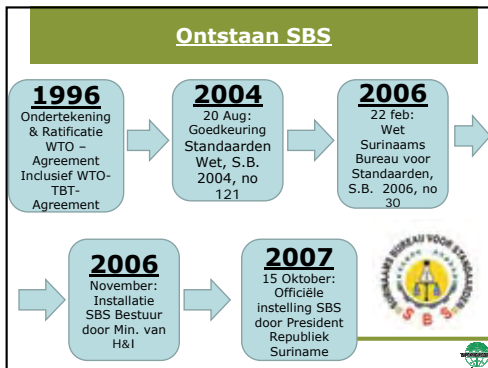 Ontstaan SBS
1996
Ondertekening
& Ratificatie
WTO –
Agreement
Inclusief WTO-
TBT-
Agreement
2004
20 Aug:
Goedkeuring
Standaarden
Wet, S.B.
2004, no
121
2006
22 feb:
Wet
Surinaams
Bureau voor
Standaarden,
S.B. 2006, no
30
2006
November:
Installatie
SBS Bestuur
door Min. van
H&I
2007
15 Oktober:
Officiële
instelling SBS
door President
Republiek
Suriname
SURINAAMS BUREAU VOOR STANDAARDEN
S B S